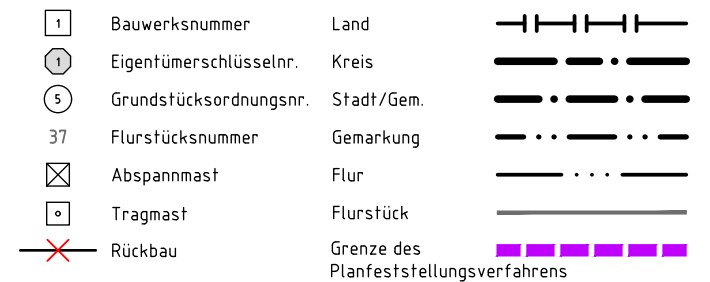 1 Bauwerksnummer Land
1 Eigentümerschlüsselnr. Kreis
5 Grundstücksordnungsnr. Stadt/Gem.
37 Flurstücksnummer Gemarkung
Abspannmast Flur
Tragmast Flurstück
Rückbau Grenze des
Planfeststellungsverfahrens